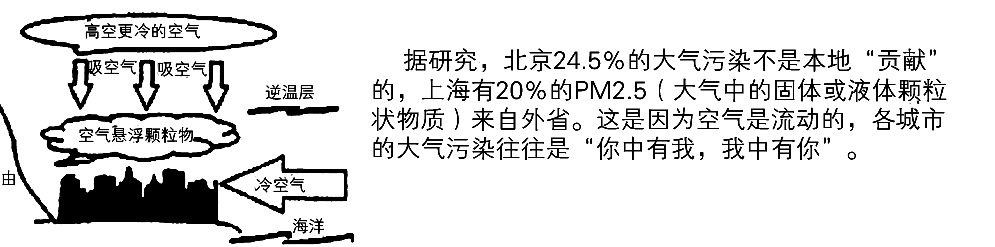 高空更冷的空气
吸空气 吸空气
逆温层
空气悬浮颗粒物
由
冷空气
海洋
据研究，北京24.5%的大气污染不是本地“贡献”
的，上海有20%的PM2.5（大气中的固体或液体颗粒
状物质）来自外省。这是因为空气是流动的，各城市
的大气污染往往是“你中有我，我中有你”。